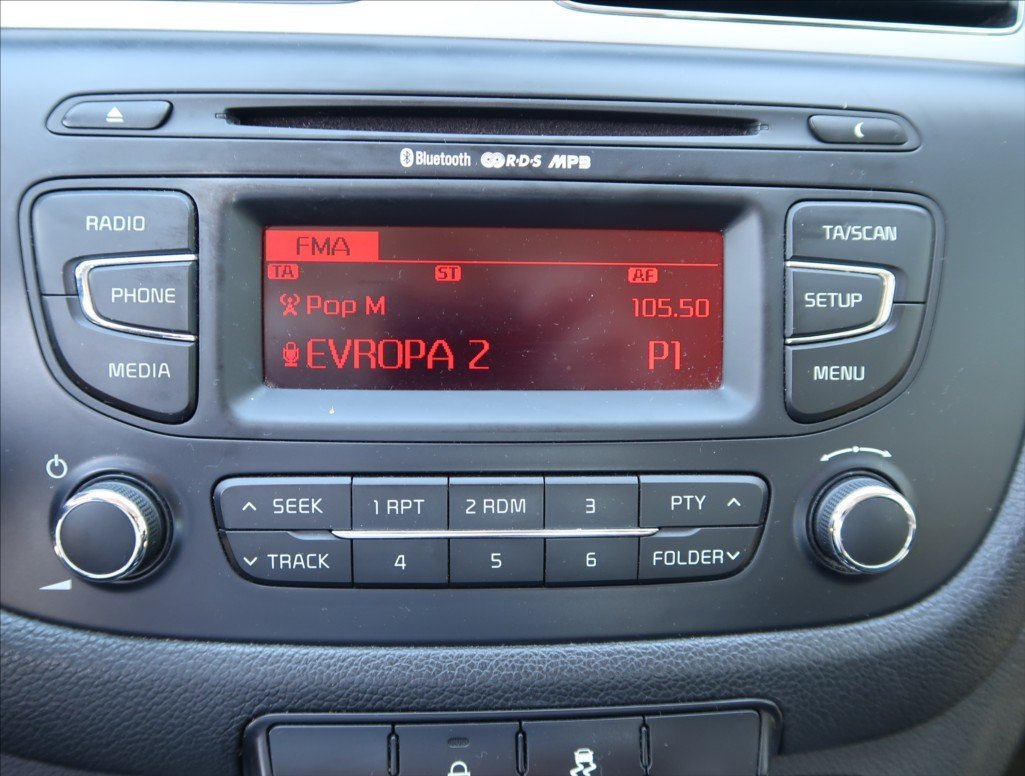 Bluetooth R·D·S MP3
RADIO
PHONE
MEDIA
FMA
TA ST AF
Pop M 105.50
EVROPA 2 P1
TA/SCAN
SETUP
MENU
SEEK 1 RPT 2 RDM 3 PTY
TRACK 4 5 6 FOLDER